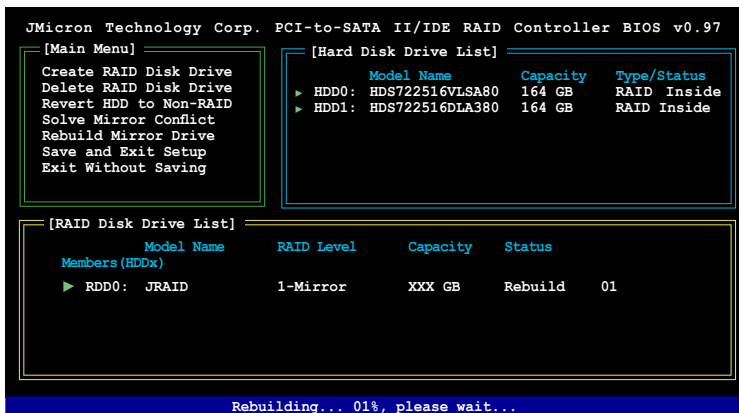 JMicron Technology Corp. PCI-to-SATA II/IDE RAID Controller BIOS v0.97
[Main Menu]
Create RAID Disk Drive
Delete RAID Disk Drive
Revert HDD to Non-RAID
Solve Mirror Conflict
Rebuild Mirror Drive
Save and Exit Setup
Exit Without Saving
[Hard Disk Drive List]
Model Name Capacity Type/Status
HDD0: HDS722516VLSA80 164 GB RAID Inside
HDD1: HDS722516DLA380 164 GB RAID Inside
[RAID Disk Drive List]
Model Name RAID Level Capacity Status
Members(HDDx)
RDD0: JRAID 1-Mirror XXX GB Rebuild 01
Rebuilding... 01%, please wait...